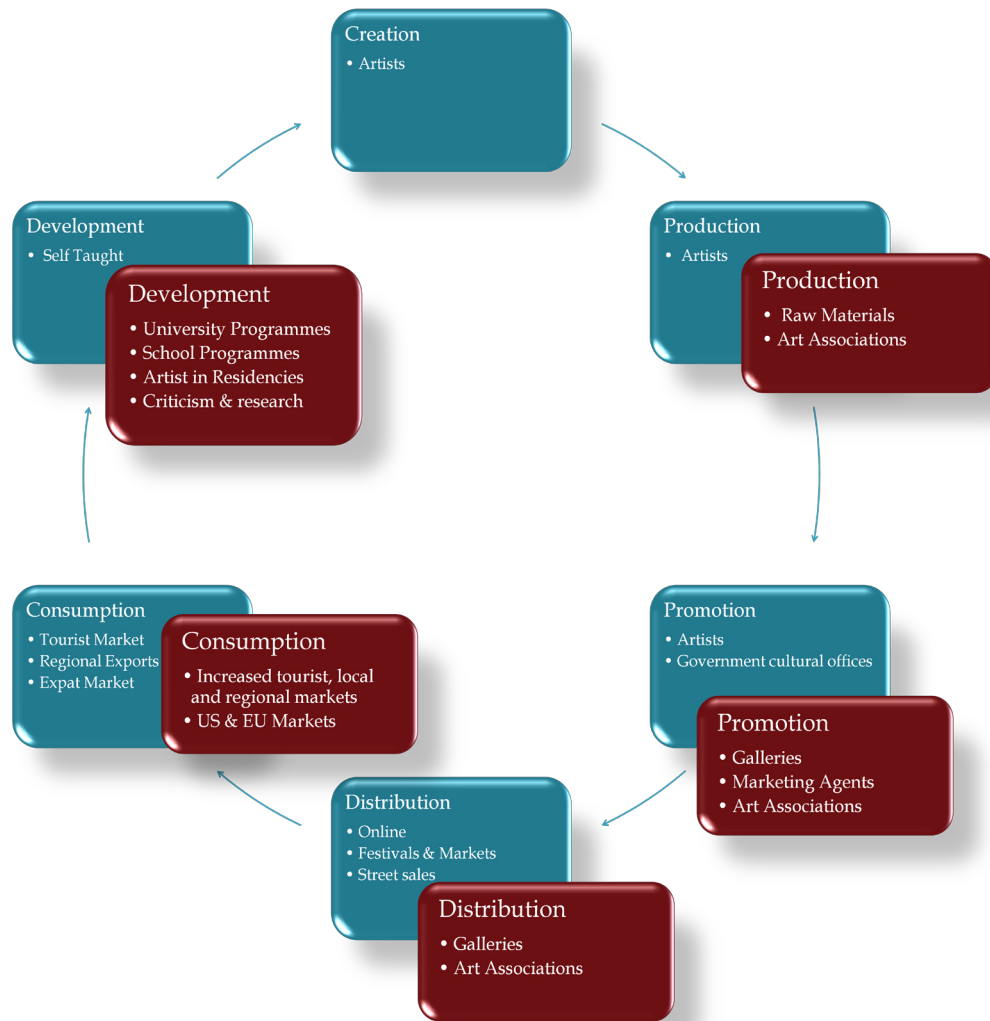 Creation
• Artists
Production
• Artists
Production
• Raw Materials
• Art Associations
Promotion
• Artists
• Government cultural offices
Promotion
• Galleries
• Marketing Agents
• Art Associations
Distribution
• Online
• Festivals & Markets
• Street sales
Distribution
• Galleries
• Art Associations
Consumption
• Tourist Market
• Regional Exports
• Expat Market
Consumption
• Increased tourist, local
and regional markets
• US & EU Markets
Development
• Self Taught
Development
• University Programmes
• School Programmes
• Artist in Residencies
• Criticism & research